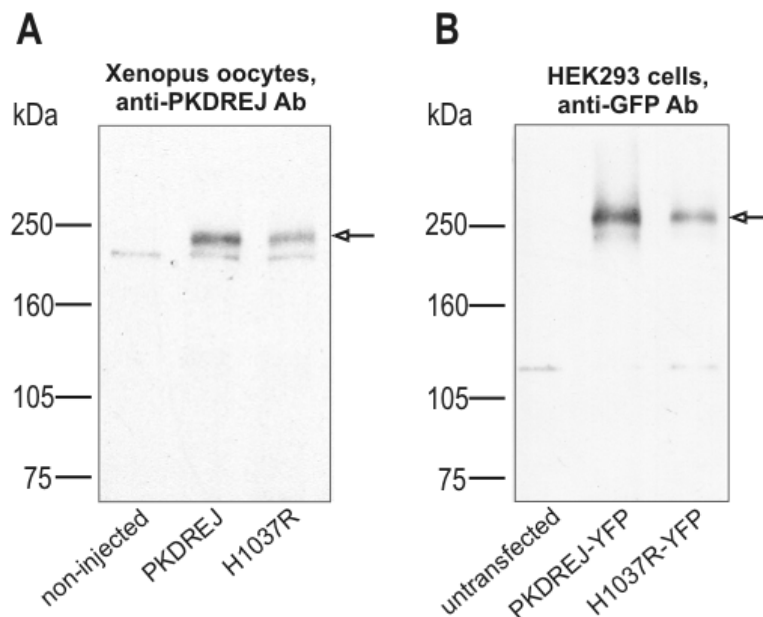 A
Xenopus oocytes,
anti-PKDREJ Ab
kDa
250
160
105
75
non-injected
PKDREJ
H1037R
B
HEK293 cells,
anti-GFP Ab
kDa
250
160
105
75
untransfected
PKDREJ-YFP
H1037R-YFP